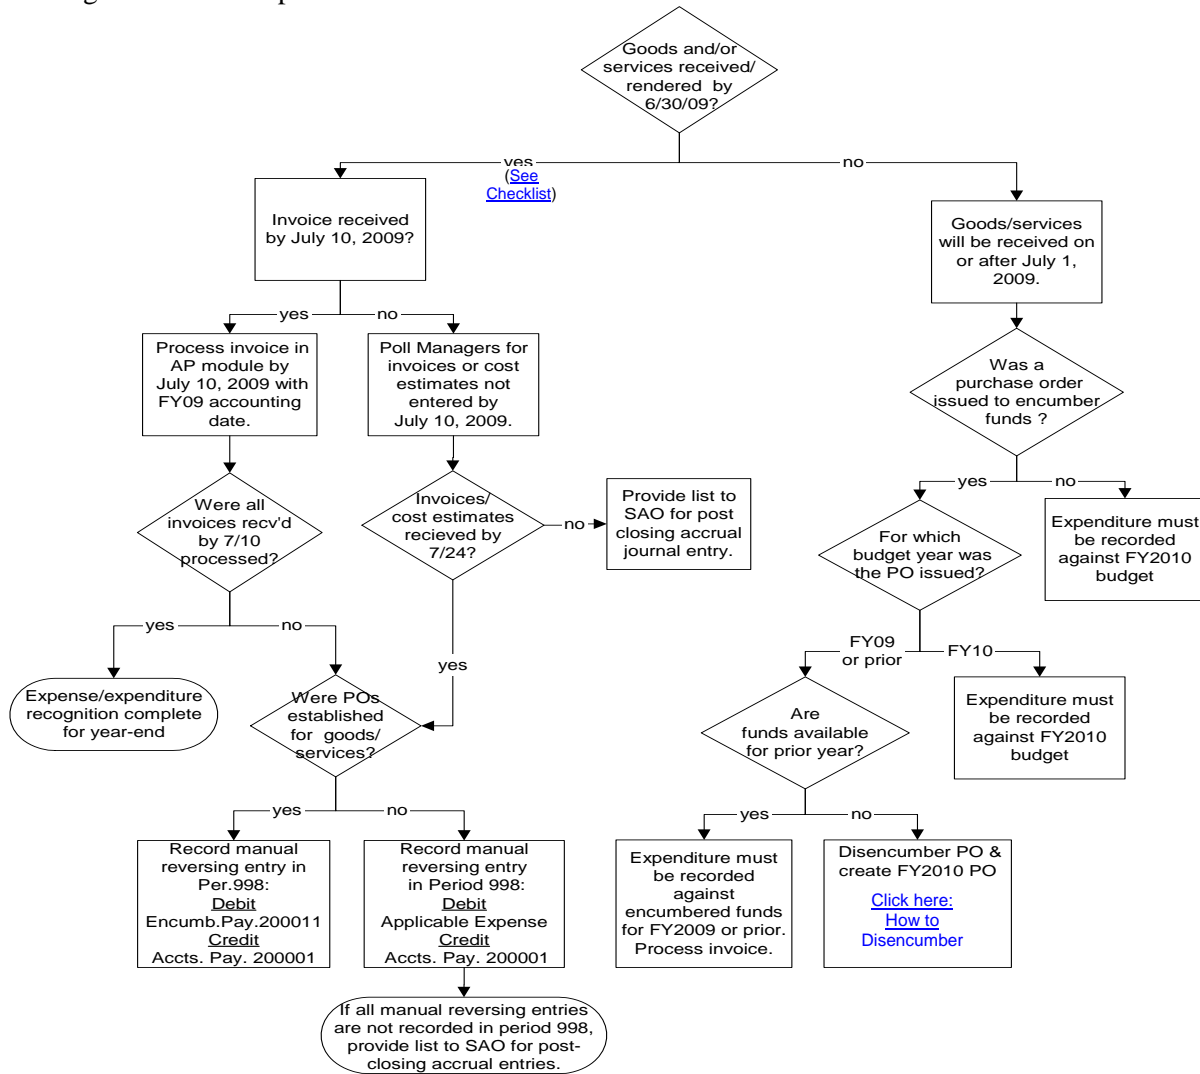 Goods and/or
services received/
rendered by
6/30/09?
yes
(See
Checklist)
no
Invoice received
by July 10, 2009?
Goods/services
will be received on
or after July 1,
2009.
yes
no
Process invoice in
AP module by
July 10, 2009 with
FY09 accounting
date.
Poll Managers for
invoices or cost
estimates not
entered by
July 10, 2009.
Was a
purchase order
issued to encumber
funds ?
yes
no
Were all
invoices recv'd
by 7/10
processed?
Invoices/
cost estimates
recieved by
7/24?
no
Provide list to
SAO for post
closing accrual
journal entry.
For which
budget year was
the PO issued?
Expenditure must
be recorded
against FY2010
budget
yes
no
yes
FY09
or prior
FY10
Expense/expenditure
recognition complete
for year-end
Were POs
established
for goods/
services?
Are
funds available
for prior year?
Expenditure must
be recorded
against FY2010
budget
yes
no
yes
no
Record manual
reversing entry in
Per.998:
Debit
Encumb.Pay.200011
Credit
Accts. Pay. 200001
Record manual
reversing entry
in Period 998:
Debit
Applicable Expense
Credit
Accts. Pay. 200001
Expenditure must
be recorded
against
encumbered funds
for FY2009 or prior.
Process invoice.
Disencumber PO &
create FY2010 PO
Click here:
How to
Disencumber
If all manual reversing entries
are not recorded in period 998,
provide list to SAO for post-
closing accrual entries.